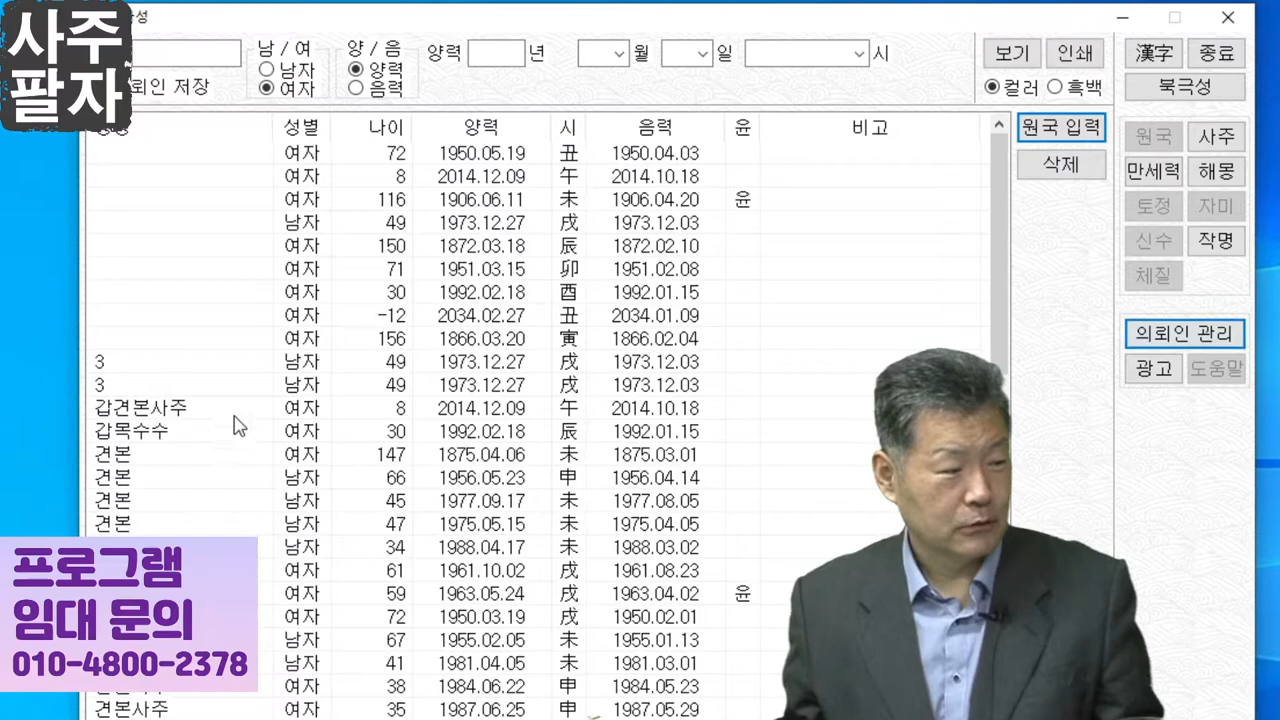 사주
팔자
성
남 / 여
남자
여자
양 / 음
양력
음력
양력
년
월
일
시
보기
인쇄
컬러
흑백
漢字
종료
북극성
뢰인 저장
성별 나이 양력 시 음력 윤 비고
여자 72 1950.05.19 丑 1950.04.03
여자 8 2014.12.09 午 2014.10.18
여자 116 1906.06.11 未 1906.04.20 윤
남자 49 1973.12.27 戌 1973.12.03
여자 150 1872.03.18 辰 1872.02.10
여자 71 1951.03.15 卯 1951.02.08
여자 30 1992.02.18 酉 1992.01.15
여자 -12 2034.02.27 丑 2034.01.09
여자 156 1866.03.20 寅 1866.02.04
3 남자 49 1973.12.27 戌 1973.12.03
3 남자 49 1973.12.27 戌 1973.12.03
갑견본사주 여자 8 2014.12.09 午 2014.10.18
갑목수수 여자 30 1992.02.18 辰 1992.01.15
견본 여자 147 1875.04.06 未 1875.03.01
견본 남자 66 1956.05.23 申 1956.04.14
견본 남자 45 1977.09.17 未 1977.08.05
견본 남자 47 1975.05.15 未 1975.04.05
남자 34 1988.04.17 未 1988.03.02
여자 61 1961.10.02 戌 1961.08.23
여자 59 1963.05.24 戌 1963.04.02 윤
여자 72 1950.03.19 戌 1950.02.01
남자 67 1955.02.05 未 1955.01.13
남자 41 1981.04.05 未 1981.03.01
여자 38 1984.06.22 申 1984.05.23
견본사주 여자 35 1987.06.25 申 1987.05.29
원국 입력
삭제
원국 사주
만세력 해몽
토정 자미
신수 작명
체질
의뢰인 관리
광고 도움말
프로그램
임대 문의
010-4800-2378